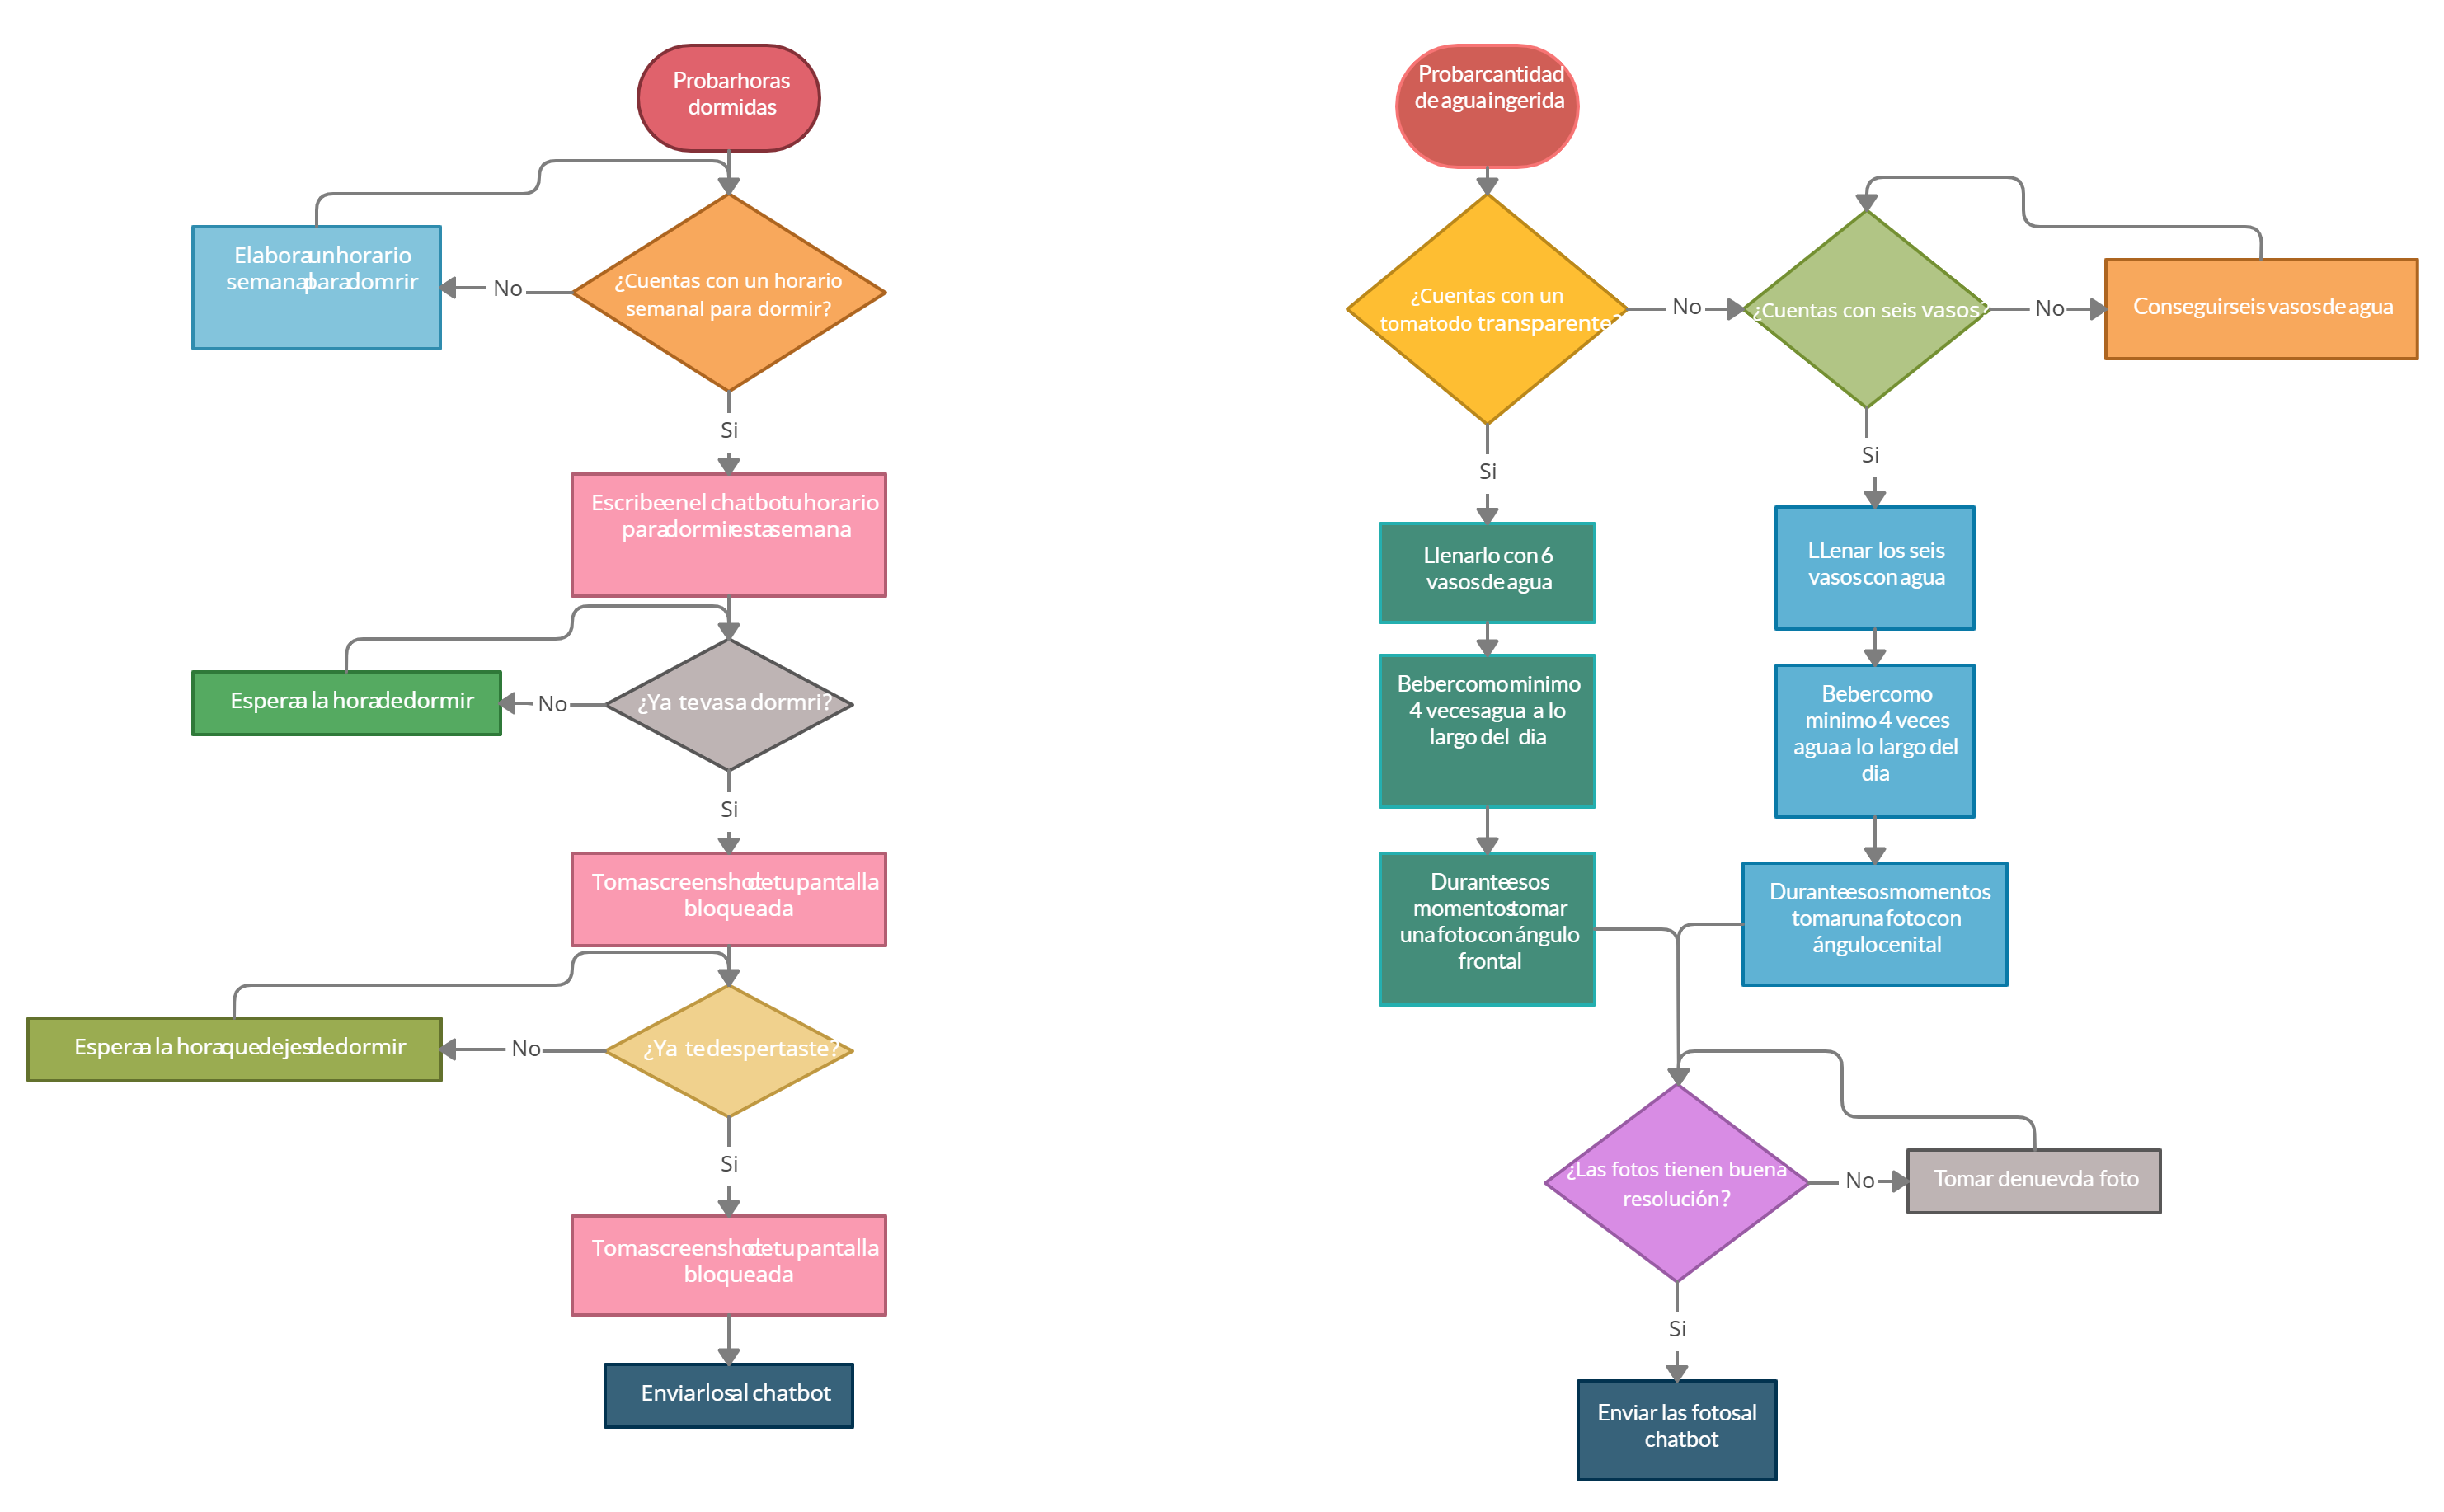 Probar horas
dormidas
Elabora un horario
semanal para domrir
No
¿Cuentas con un horario
semanal para dormir?
Si
Escribe en el chatbot tu horario
para dormir esta semana
Espera a la hora de dormir
No
¿Ya te vas a dormri?
Si
Toma screenshot de tu pantalla
bloqueada
Espera a la hora que dejes de dormir
No
¿Ya te despertaste?
Si
Toma screenshot de tu pantalla
bloqueada
Enviarlos al chatbot
Probar cantidad
de agua ingerida
¿Cuentas con un
tomatodo transparente?
No
¿Cuentas con seis vasos?
No
Conseguir seis vasos de agua
Si
Si
Llenarlo con 6
vasos de agua
Beber como minimo
4 veces agua a lo
largo del dia
Durante esos
momentos tomar
una foto con ángulo
frontal
LLenar los seis
vasos con agua
Beber como
minimo 4 veces
agua a lo largo del
dia
Durante esos momentos
tomar una foto con
ángulo cenital
¿Las fotos tienen buena
resolución?
No
Tomar de nuevo la foto
Si
Enviar las fotos al
chatbot